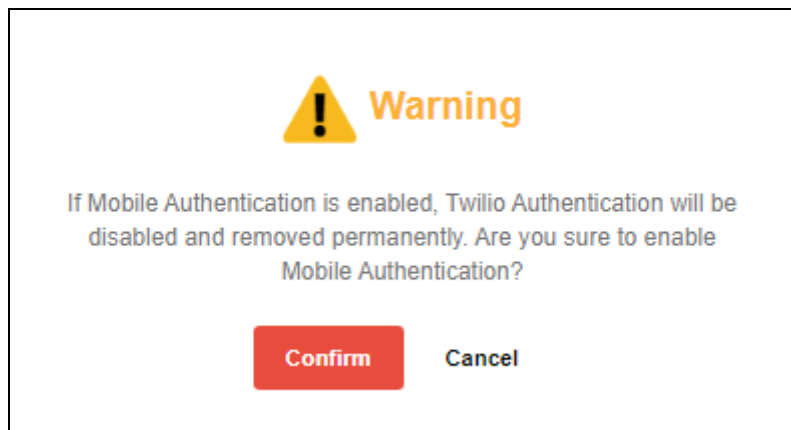 Warning
If Mobile Authentication is enabled, Twilio Authentication will be
disabled and removed permanently. Are you sure to enable
Mobile Authentication?
Confirm
Cancel